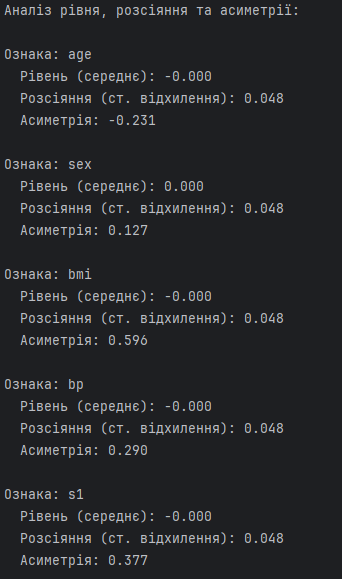 Аналіз рівня, розсіяння та асиметрії:
Ознака: age
Рівень (середнє): -0.000
Розсіяння (ст. відхилення): 0.048
Асиметрія: -0.231
Ознака: sex
Рівень (середнє): 0.000
Розсіяння (ст. відхилення): 0.048
Асиметрія: 0.127
Ознака: bmi
Рівень (середнє): -0.000
Розсіяння (ст. відхилення): 0.048
Асиметрія: 0.596
Ознака: bp
Рівень (середнє): -0.000
Розсіяння (ст. відхилення): 0.048
Асиметрія: 0.290
Ознака: s1
Рівень (середнє): -0.000
Розсіяння (ст. відхилення): 0.048
Асиметрія: 0.377